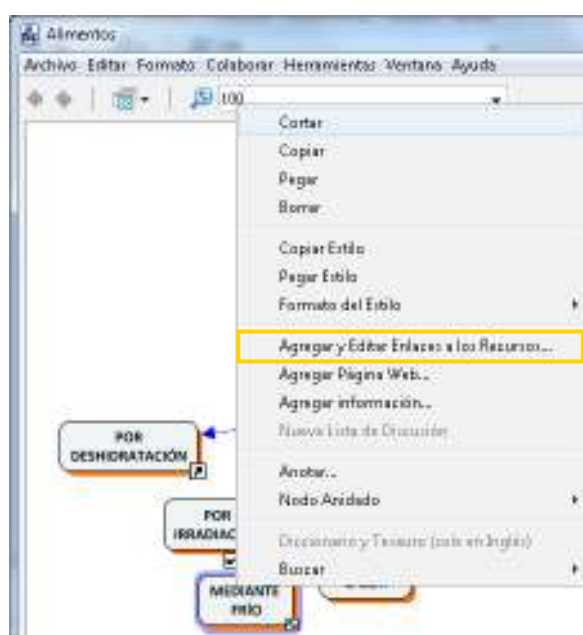 Alimentos
Archivo Editar Formato Colaborar Herramientas Ventana Ayuda
100
Cortar
Copiar
Pegar
Borrar
Copiar Estilo
Pegar Estilo
Formato del Estilo
Agregar y Editar Enlaces a los Recursos...
Agregar Página Web...
Agregar información...
Nueva Lista de Discusión
Anotar...
Nodo Anidado
Diccionario y Tesauro (solo en Inglés)
Buscar
POR
DESHIDRATACIÓN
POR
IRRADIAC
MEDIANTE
FRÍO